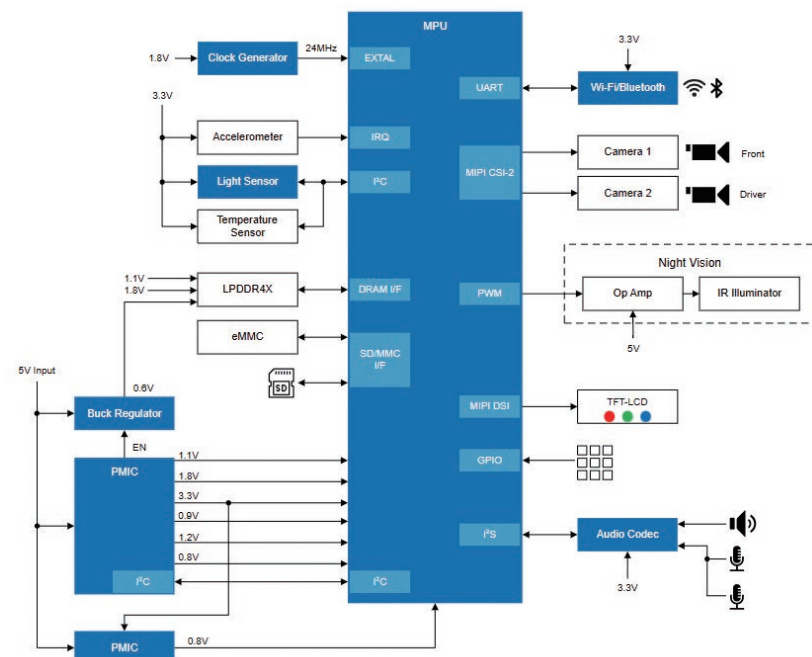 MPU
1.8V
Clock Generator
24MHz
EXTAL
3.3V
Accelerometer
IRQ
Light Sensor
I²C
Temperature
Sensor
1.1V
1.8V
LPDDR4X
DRAM I/F
eMMC
SD/MMC
I/F
SD
5V Input
0.6V
Buck Regulator
EN
PMIC
1.1V
1.8V
3.3V
0.9V
1.2V
0.8V
I²C
I²C
PMIC
0.8V
3.3V
UART
Wi-Fi/Bluetooth
MIPI CSI-2
Camera 1
Front
Camera 2
Driver
Night Vision
PWM
Op Amp
IR Illuminator
5V
MIPI DSI
TFT-LCD
GPIO
I²S
Audio Codec
3.3V